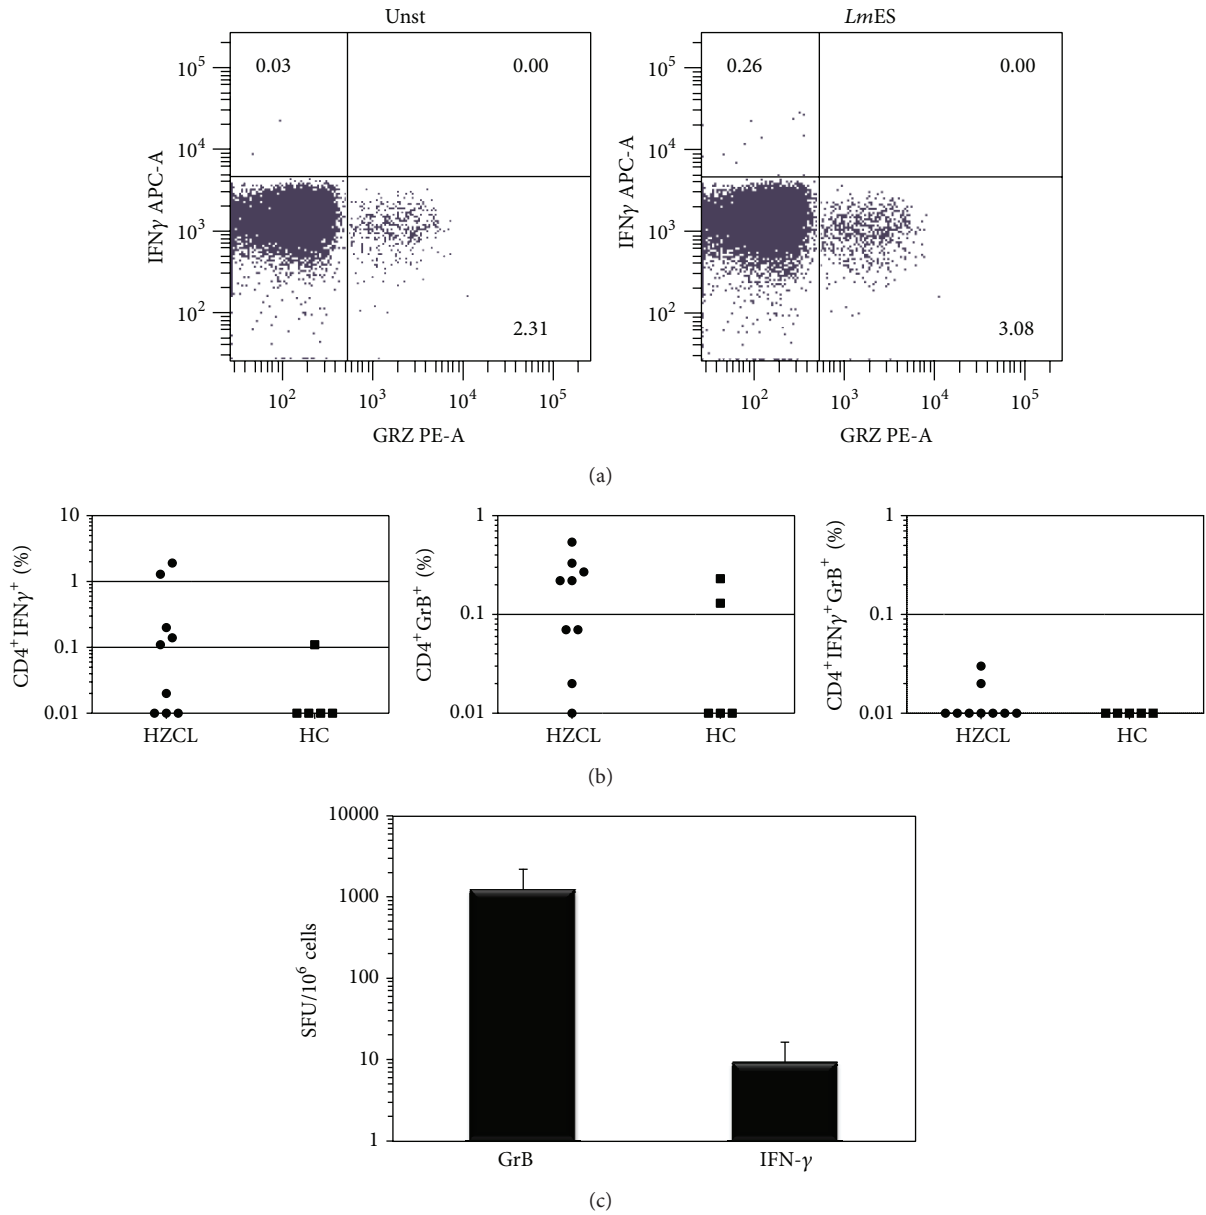 Unst
LmES
10^5
10^4
10^3
10^2
IFNγ APC-A
0.03
0.00
2.31
10^2
10^3
10^4
10^5
GRZ PE-A
10^5
10^4
10^3
10^2
IFNγ APC-A
0.26
0.00
3.08
10^2
10^3
10^4
10^5
GRZ PE-A
(a)
CD4^+IFNγ^+ (%)
10
1
0.1
0.01
HZCL
HC
CD4^+GrB^+ (%)
1
0.1
0.01
HZCL
HC
CD4^+IFNγ^+GrB^+ (%)
1
0.1
0.01
HZCL
HC
(b)
SFU/10^6 cells
10000
1000
100
10
1
GrB
IFN-γ
(c)